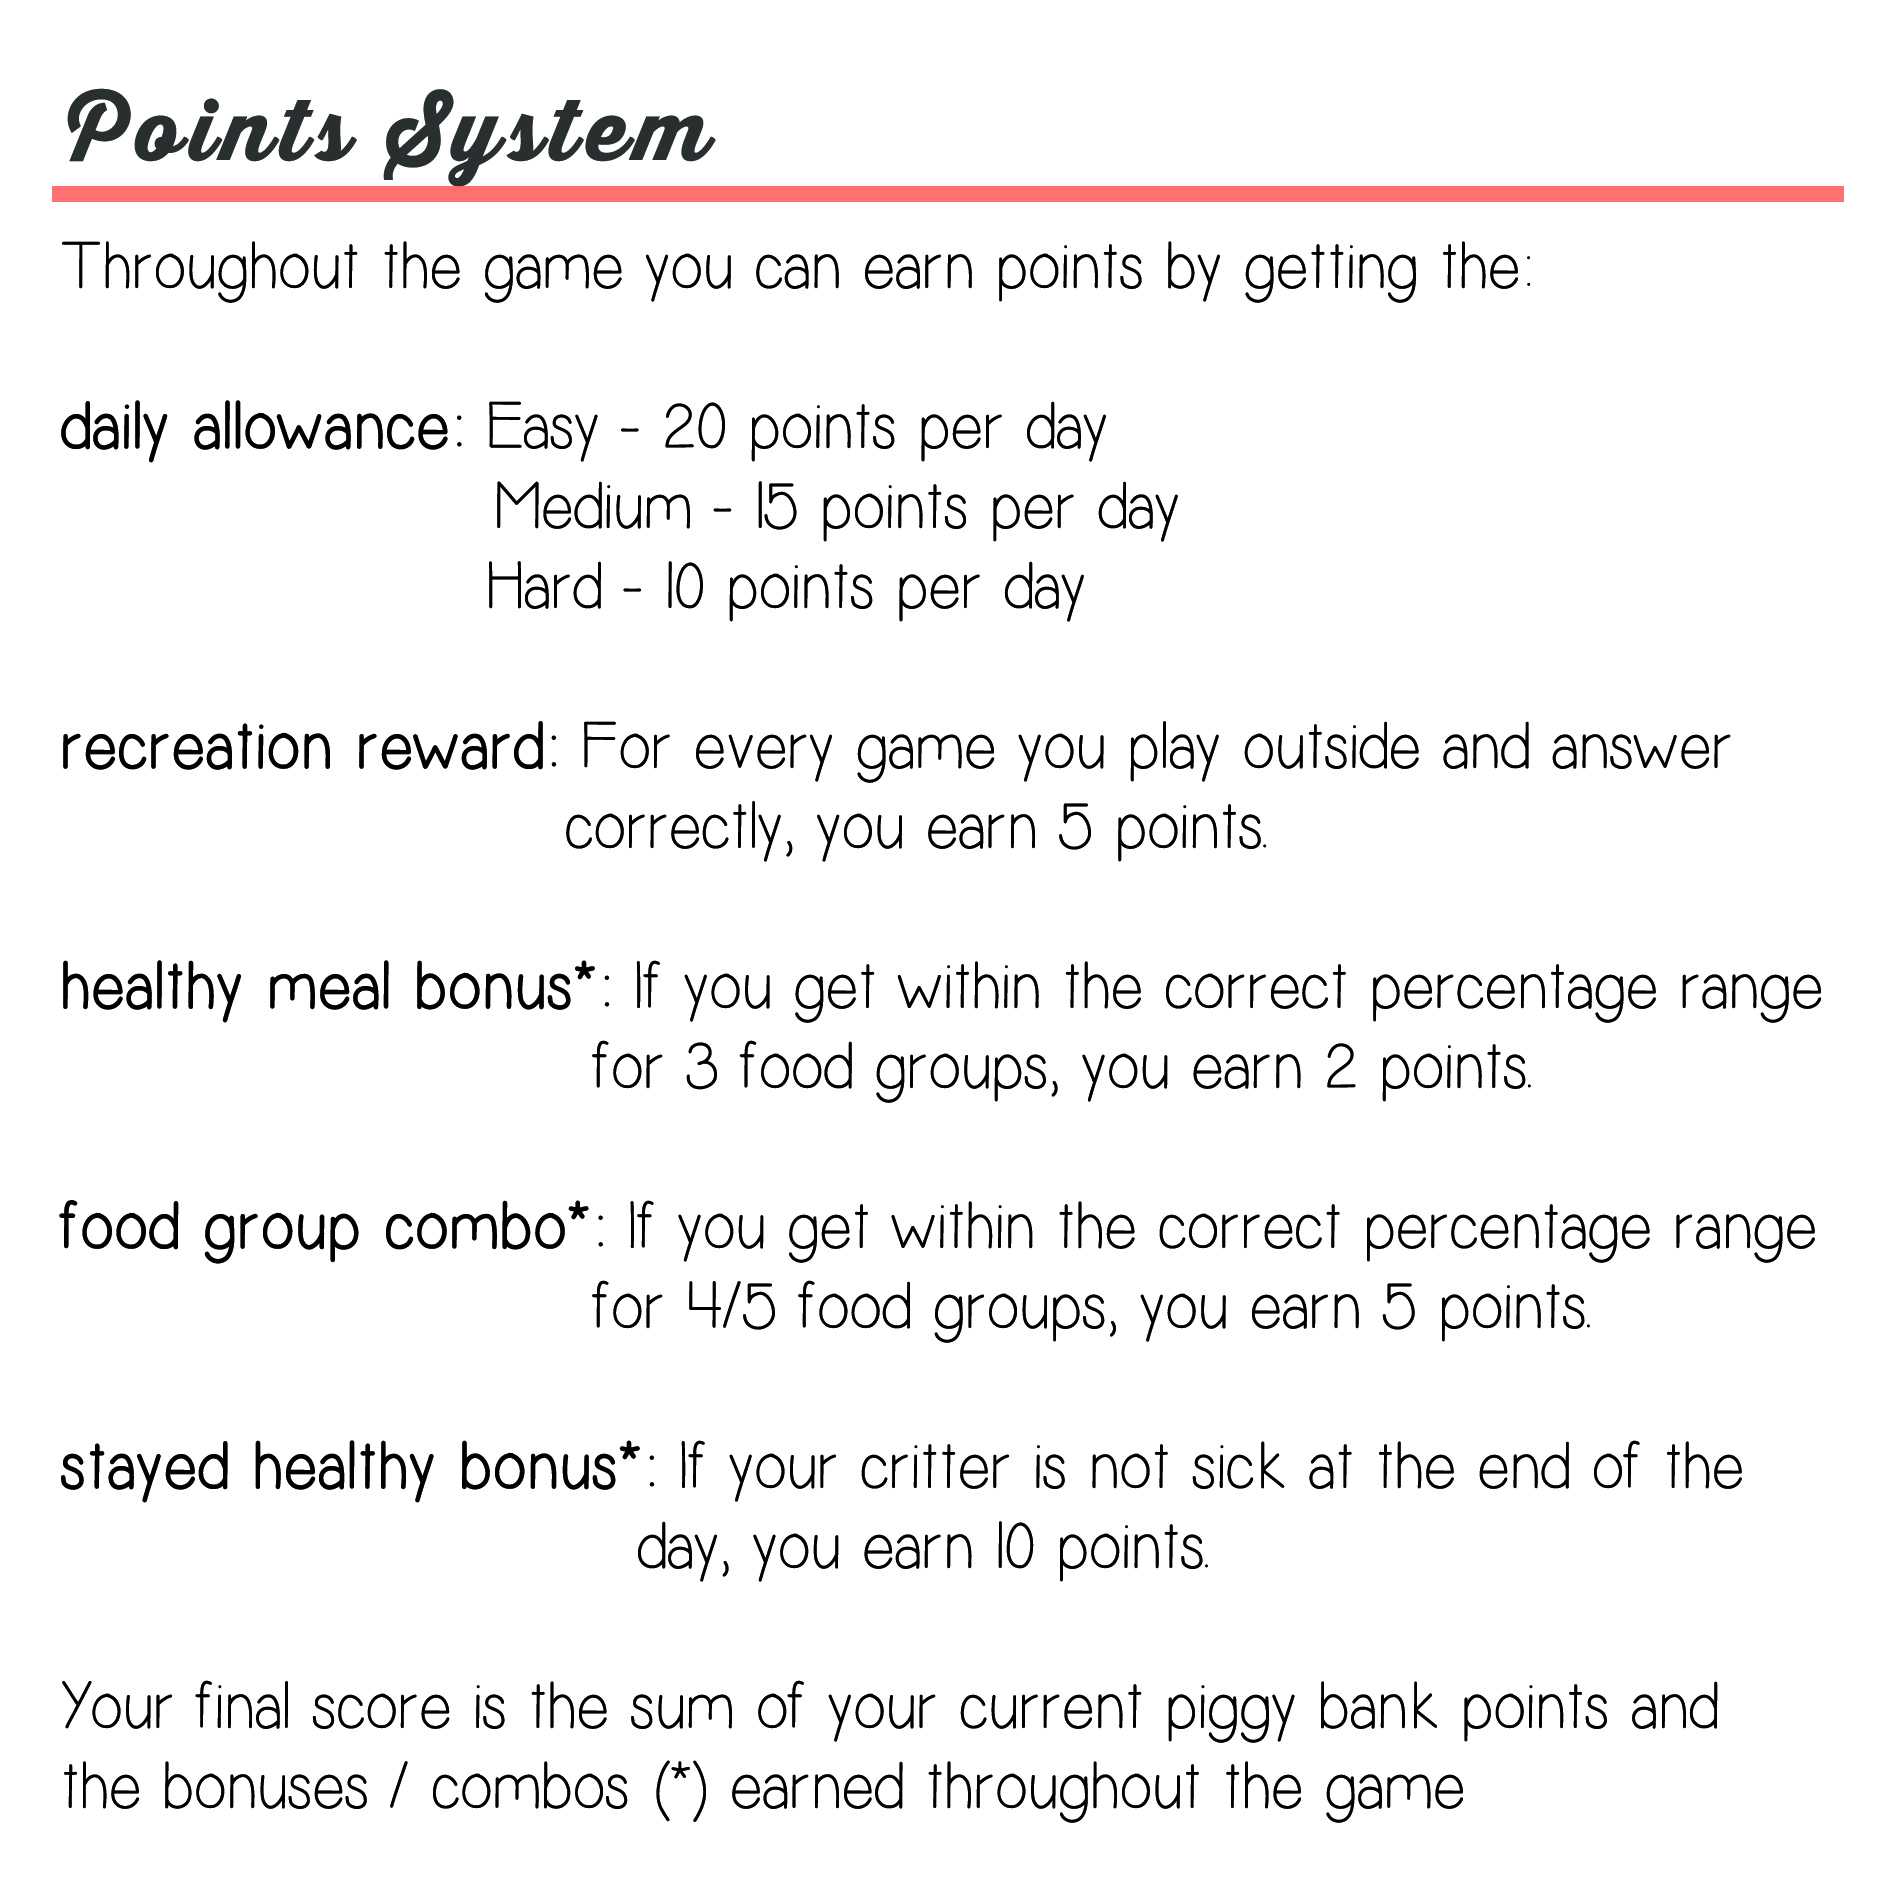 Points System
Throughout the game you can earn points by getting the:
daily allowance: Easy - 20 points per day
Medium - 15 points per day
Hard - 10 points per day
recreation reward: For every game you play outside and answer
correctly, you earn 5 points.
healthy meal bonus*: If you get within the correct percentage range
for 3 food groups, you earn 2 points.
food group combo*: If you get within the correct percentage range
for 4/5 food groups, you earn 5 points.
stayed healthy bonus*: If your critter is not sick at the end of the
day, you earn 10 points.
Your final score is the sum of your current piggy bank points and
the bonuses / combos (*) earned throughout the game